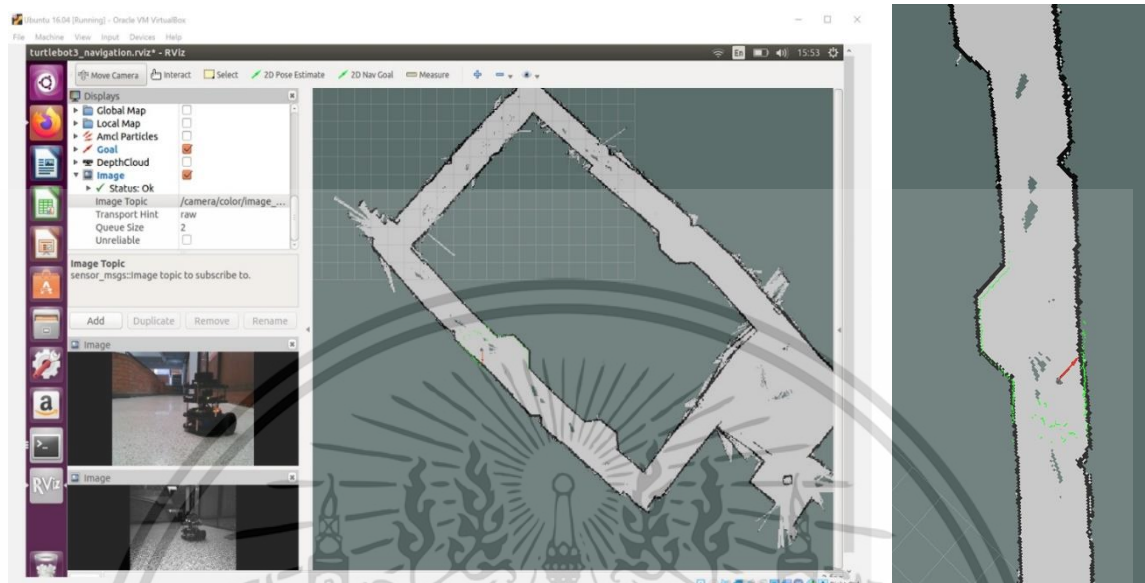 Ubuntu 16.04 [Running] - Oracle VM VirtualBox
File Machine View Input Devices Help
turtlebot3_navigation.rviz* - RViz
En 15:53
Move Camera Interact Select 2D Pose Estimate 2D Nav Goal Measure
Displays
Global Map
Local Map
Amcl Particles
Goal
DepthCloud
Image
Status: Ok
Image Topic /camera/color/image_...
Transport Hint raw
Queue Size 2
Unreliable
Image Topic
sensor_msgs::Image topic to subscribe to.
Add Duplicate Remove Rename
Image
Image
RViz